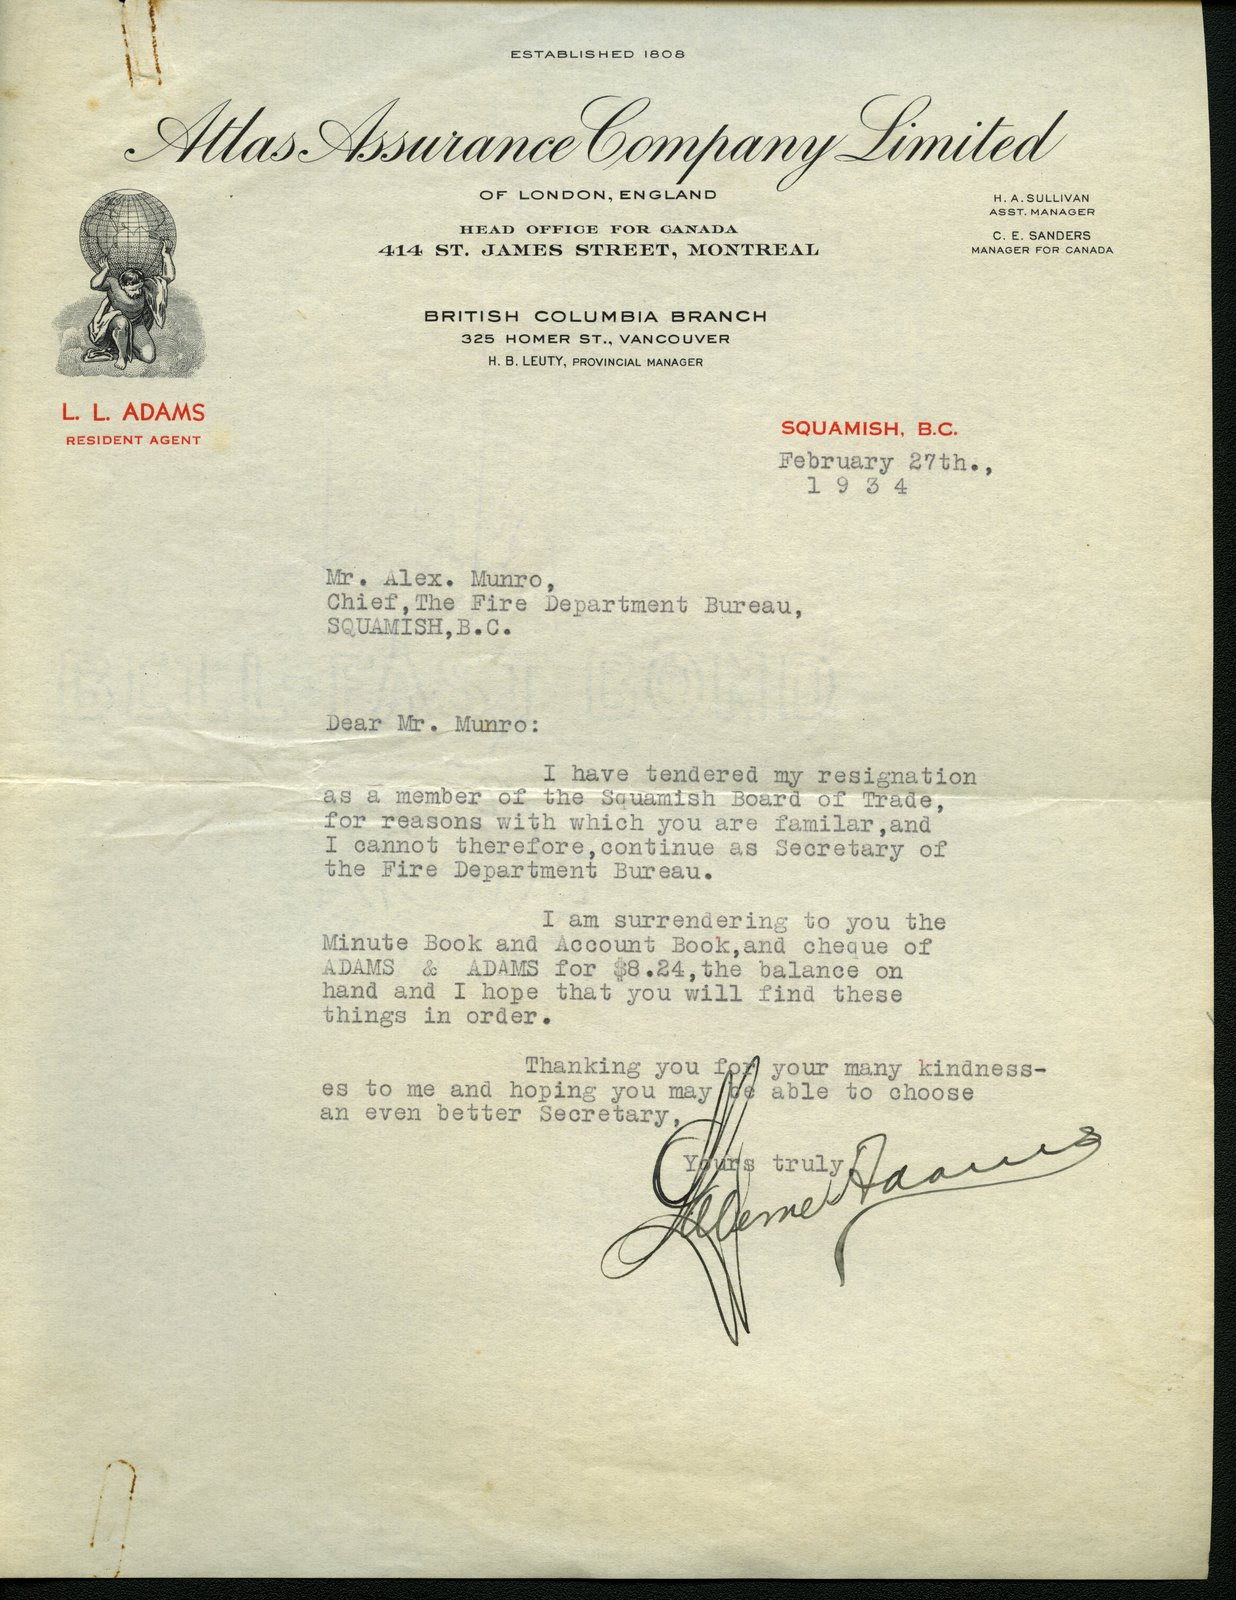 ESTABLISHED 1808
Atlas Assurance Company Limited
OF LONDON, ENGLAND
HEAD OFFICE FOR CANADA
414 ST. JAMES STREET, MONTREAL
H. A. SULLIVAN
ASST. MANAGER
C. E. SANDERS
MANAGER FOR CANADA
BRITISH COLUMBIA BRANCH
325 HOMER ST., VANCOUVER
H. B. LEUTY, PROVINCIAL MANAGER
L. L. ADAMS
RESIDENT AGENT
SQUAMISH, B.C.
February 27th.,
1 9 3 4
Mr. Alex. Munro,
Chief,The Fire Department Bureau,
SQUAMISH,B.C.
Dear Mr. Munro:
I have tendered my resignation
as a member of the Squamish Board of Trade,
for reasons with which you are familar,and
I cannot therefore,continue as Secretary of
the Fire Department Bureau.
I am surrendering to you the
Minute Book and Account Book,and cheque of
ADAMS & ADAMS for $8.24,the balance on
hand and I hope that you will find these
things in order.
Thanking you for your many kindness-
es to me and hoping you may be able to choose
an even better Secretary,
Yours truly
Adams